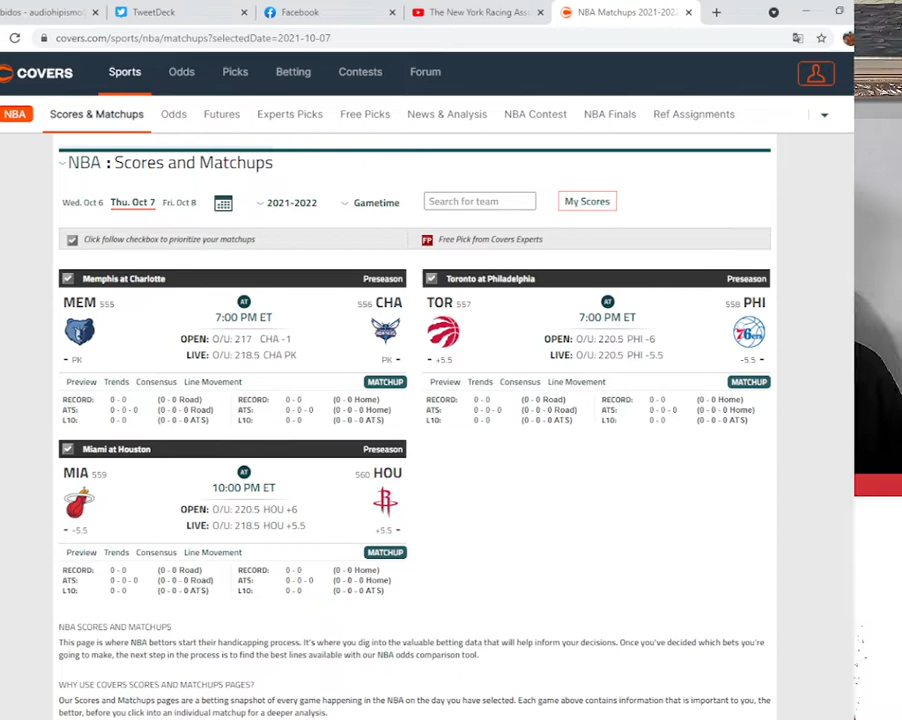 bidos - audiohipismo
TweetDeck
Facebook
The New York Racing Ass
NBA Matchups 2021-202
covers.com/sports/nba/matchups?selectedDate=2021-10-07
COVERS Sports Odds Picks Betting Contests Forum
NBA Scores & Matchups Odds Futures Experts Picks Free Picks News & Analysis NBA Contest NBA Finals Ref Assignments
NBA : Scores and Matchups
Wed. Oct 6 Thu. Oct 7 Fri. Oct 8 2021-2022 Gametime Search for team My Scores
Click follow checkbox to prioritize your matchups
FP Free Pick from Covers Experts
Memphis at Charlotte Preseason
MEM 555 AT 556 CHA
7:00 PM ET
OPEN: O/U: 217 CHA -1
LIVE: O/U: 218.5 CHA PK
- PK PK -
Preview Trends Consensus Line Movement MATCHUP
RECORD: 0 - 0 (0 - 0 Road) RECORD: 0 - 0 (0 - 0 Home)
ATS: 0 - 0 - 0 (0 - 0 - 0 Road) ATS: 0 - 0 - 0 (0 - 0 - 0 Home)
L10: 0 - 0 (0 - 0 - 0 ATS) L10: 0 - 0 (0 - 0 - 0 ATS)
Toronto at Philadelphia Preseason
TOR 557 AT 558 PHI
7:00 PM ET
76ers
OPEN: O/U: 220.5 PHI -6
LIVE: O/U: 220.5 PHI -5.5
- +5.5 -5.5 -
Preview Trends Consensus Line Movement MATCHUP
RECORD: 0 - 0 (0 - 0 Road) RECORD: 0 - 0 (0 - 0 Home)
ATS: 0 - 0 - 0 (0 - 0 - 0 Road) ATS: 0 - 0 - 0 (0 - 0 - 0 Home)
L10: 0 - 0 (0 - 0 - 0 ATS) L10: 0 - 0 (0 - 0 - 0 ATS)
Miami at Houston Preseason
MIA 559 AT 560 HOU
10:00 PM ET
OPEN: O/U: 220.5 HOU +6
LIVE: O/U: 218.5 HOU +5.5
- -5.5 +5.5 -
Preview Trends Consensus Line Movement MATCHUP
RECORD: 0 - 0 (0 - 0 Road) RECORD: 0 - 0 (0 - 0 Home)
ATS: 0 - 0 - 0 (0 - 0 - 0 Road) ATS: 0 - 0 - 0 (0 - 0 - 0 Home)
L10: 0 - 0 (0 - 0 - 0 ATS) L10: 0 - 0 (0 - 0 - 0 ATS)
NBA SCORES AND MATCHUPS
This page is where NBA bettors start their handicapping process. It's where you dig into the valuable betting data that will help inform your decisions. Once you've decided which bets you're
going to make, the next step in the process is to find the best lines available with our NBA odds comparison tool.
WHY USE COVERS SCORES AND MATCHUPS PAGES?
Our Scores and Matchups pages are a betting snapshot of every game happening in the NBA on the day you have selected. Each game above contains information that is important to you, the
bettor, before you click into an individual matchup for a deeper analysis.